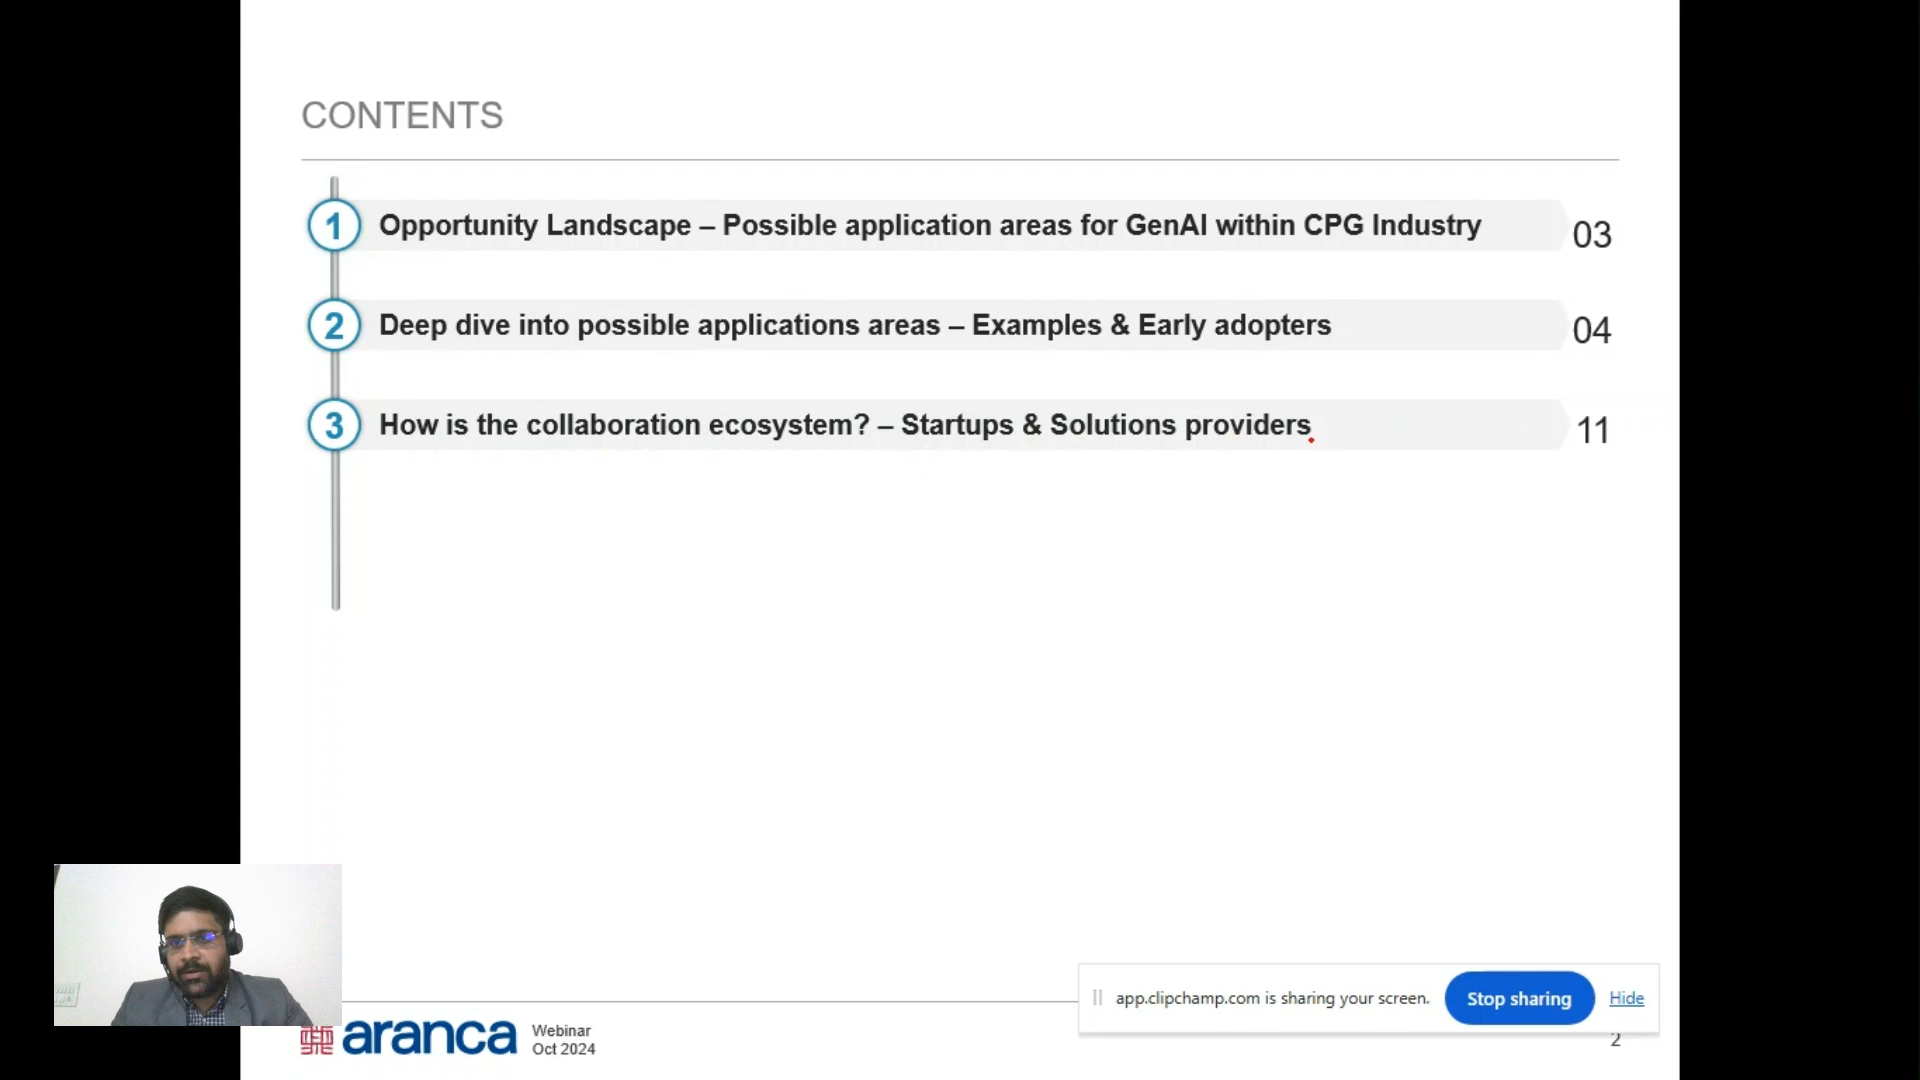 CONTENTS
1 Opportunity Landscape – Possible application areas for GenAI within CPG Industry 03
2 Deep dive into possible applications areas – Examples & Early adopters 04
3 How is the collaboration ecosystem? – Startups & Solutions providers 11
app.clipchamp.com is sharing your screen. Stop sharing Hide
aranca Webinar
Oct 2024
2